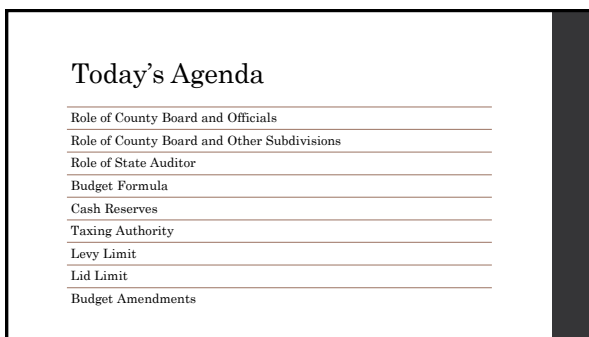 Today’s Agenda
Role of County Board and Officials
Role of County Board and Other Subdivisions
Role of State Auditor
Budget Formula
Cash Reserves
Taxing Authority
Levy Limit
Lid Limit
Budget Amendments